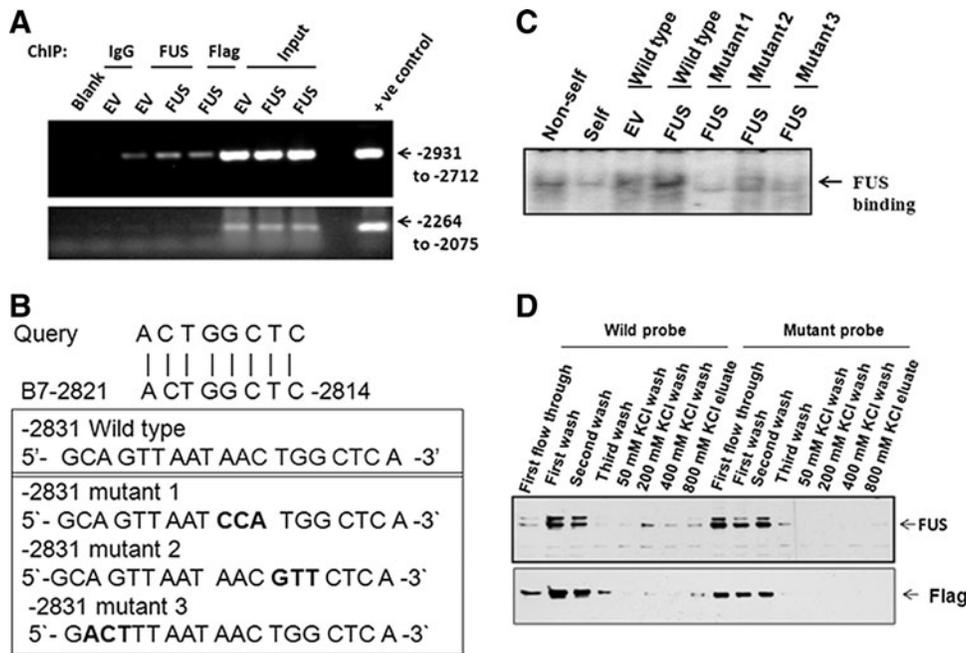 A
ChIP:
IgG
FUS
Flag
Input
Blank
EV
EV
FUS
FUS
EV
FUS
FUS
+ve control
-2931
to -2712
-2264
to -2075
B
Query
A C T G G C T C
B7-2821
A C T G G C T C -2814
-2831 Wild type
5'- GCA GTT AAT AAC TGG CTC A -3'
-2831 mutant 1
5`- GCA GTT AAT CCA TGG CTC A -3`
-2831 mutant 2
5`-GCA GTT AAT AAC GTT CTC A -3`
-2831 mutant 3
5`- GACTTT AAT AAC TGG CTC A -3`
C
Non-self
Self
EV
Wild type
FUS
Wild type
FUS
Mutant 1
FUS
Mutant 2
FUS
Mutant 3
FUS
binding
D
Wild probe
Mutant probe
First flow through
First wash
Second wash
Third wash
50 mM KCl wash
200 mM KCl wash
400 mM KCl wash
800 mM KCl eluate
First flow through
First wash
Second wash
Third wash
50 mM KCl wash
200 mM KCl wash
400 mM KCl wash
800 mM KCl eluate
FUS
Flag